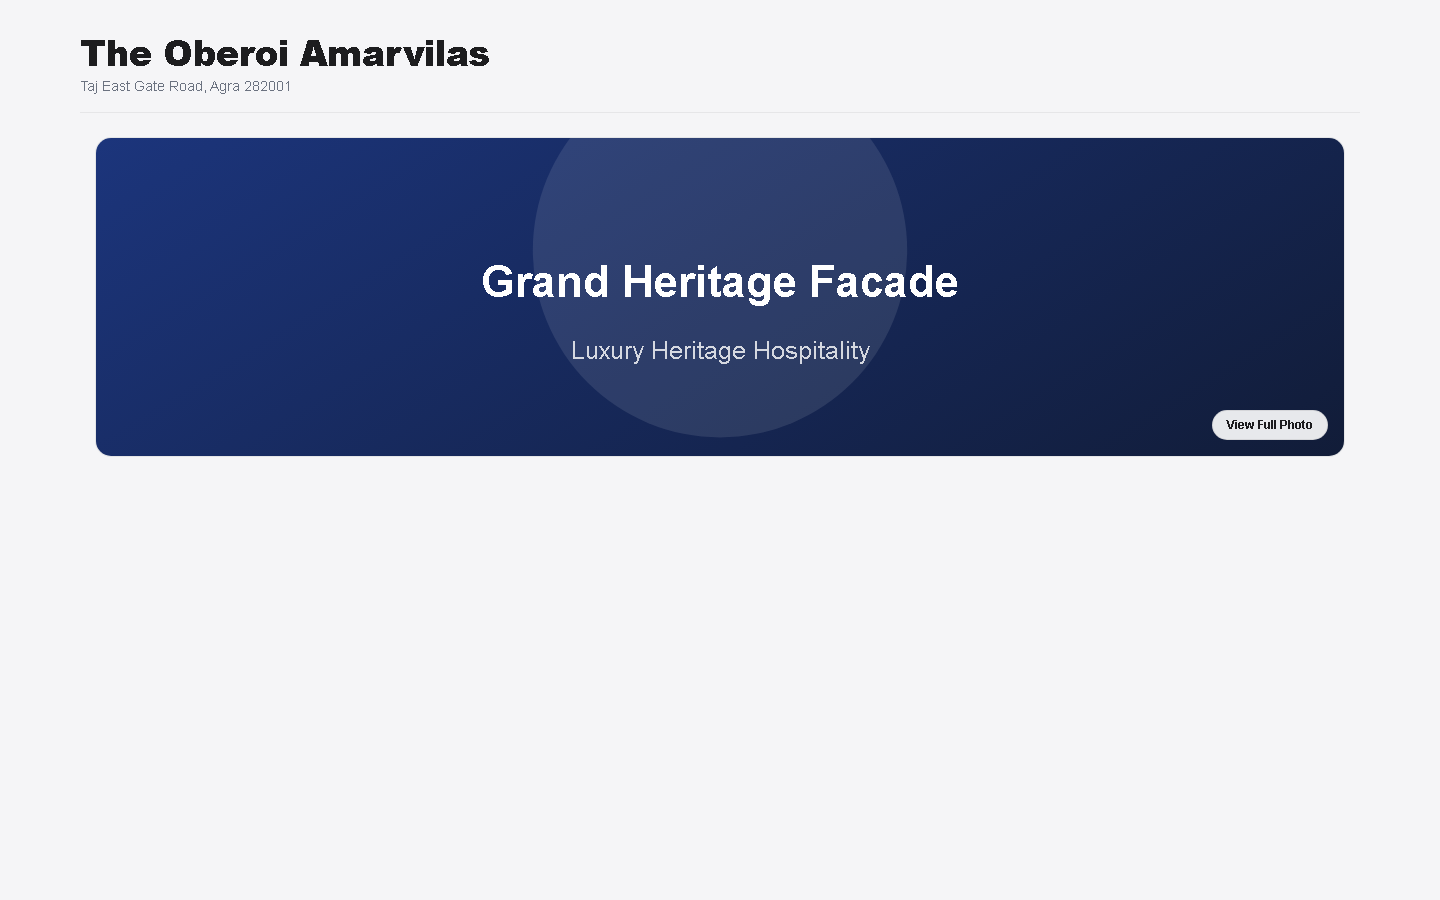 The Oberoi Amarvilas
Taj East Gate Road, Agra 282001
Grand Heritage Facade
Luxury Heritage Hospitality
View Full Photo